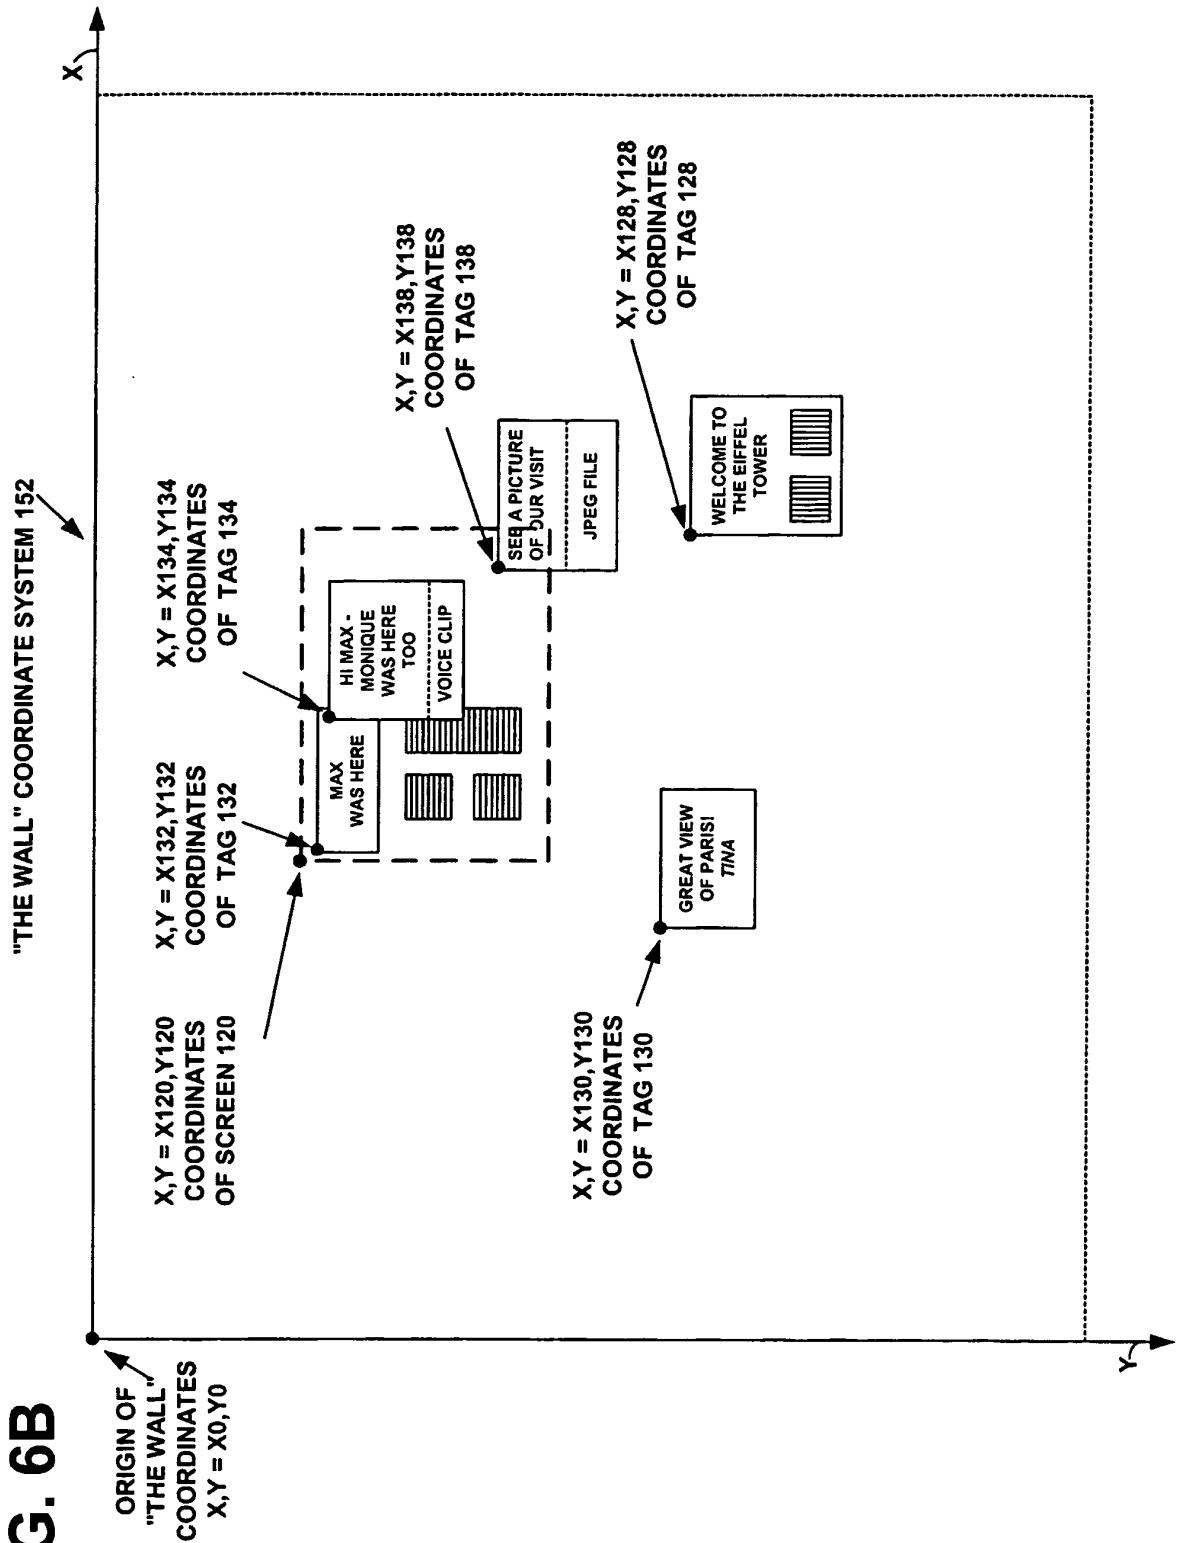 G. 6B
"THE WALL" COORDINATE SYSTEM 152
X
ORIGIN OF
"THE WALL"
COORDINATES
X,Y = X0,Y0
X,Y = X120,Y120
COORDINATES
OF SCREEN 120
X,Y = X132,Y132
COORDINATES
OF TAG 132
X,Y = X134,Y134
COORDINATES
OF TAG 134
X,Y = X138,Y138
COORDINATES
OF TAG 138
MAX
WAS HERE
HI MAX -
MONIQUE
WAS HERE
TOO
VOICE CLIP
SEE A PICTURE
OF OUR VISIT
JPEG FILE
X,Y = X130,Y130
COORDINATES
OF TAG 130
GREAT VIEW
OF PARIS!
TINA
X,Y = X128,Y128
COORDINATES
OF TAG 128
WELCOME TO
THE EIFFEL
TOWER
Y